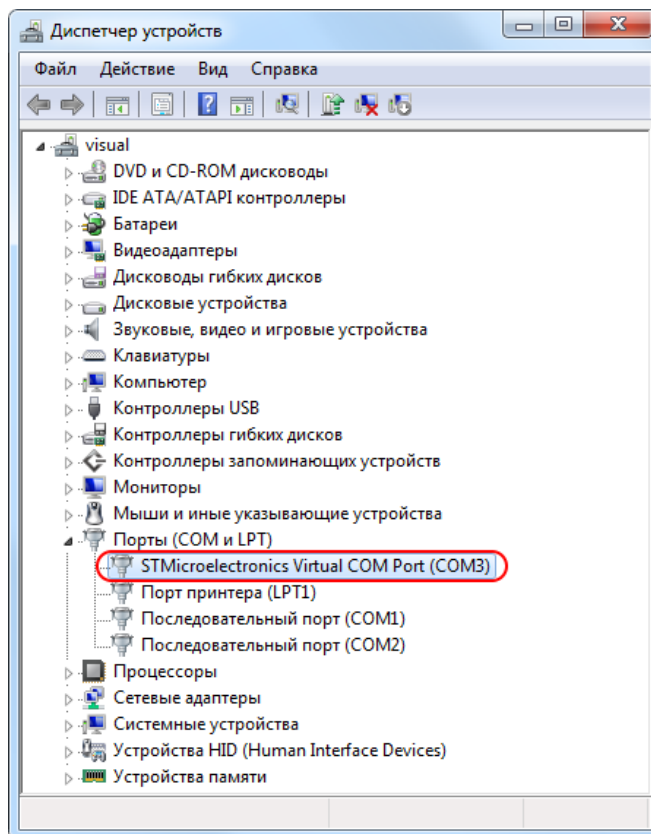 Диспетчер устройств
Файл Действие Вид Справка
visual
DVD и CD-ROM дисководы
IDE ATA/ATAPI контроллеры
Батареи
Видеоадаптеры
Дисководы гибких дисков
Дисковые устройства
Звуковые, видео и игровые устройства
Клавиатуры
Компьютер
Контроллеры USB
Контроллеры гибких дисков
Контроллеры запоминающих устройств
Мониторы
Мыши и иные указывающие устройства
Порты (COM и LPT)
STMicroelectronics Virtual COM Port (COM3)
Порт принтера (LPT1)
Последовательный порт (COM1)
Последовательный порт (COM2)
Процессоры
Сетевые адаптеры
Системные устройства
Устройства HID (Human Interface Devices)
Устройства памяти